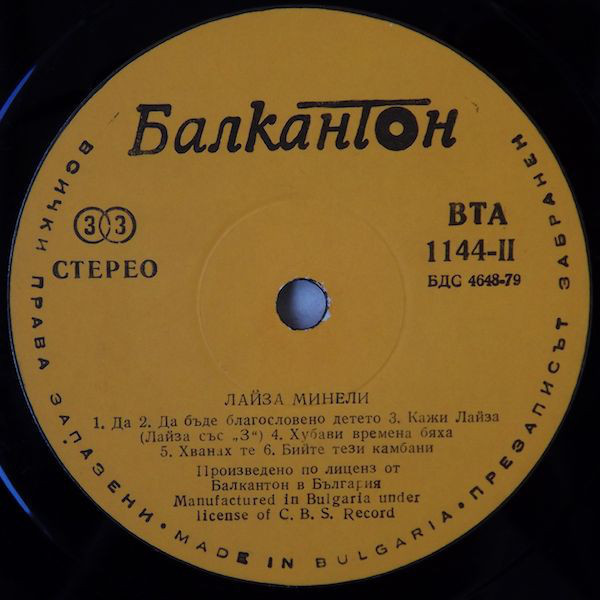 Балкантон
33
СТЕРЕО
ВТА
1144-II
БДС 4648-79
ЛАЙЗА МИНЕЛИ
1. Да 2. Да бъде благословено детето 3. Кажи Лайза
(Лайза със „З“) 4. Хубави времена бяха
5. Хванах те 6. Бийте тези камбани
Произведено по лиценз от
Балкантон в България
Manufactured in Bulgaria under
license of C. B. S. Record
ВСИЧКИ ПРАВА ЗАПАЗЕНИ • MADE IN BULGARIA • ПРЕЗАПИСЪТ ЗАБРАНЕН